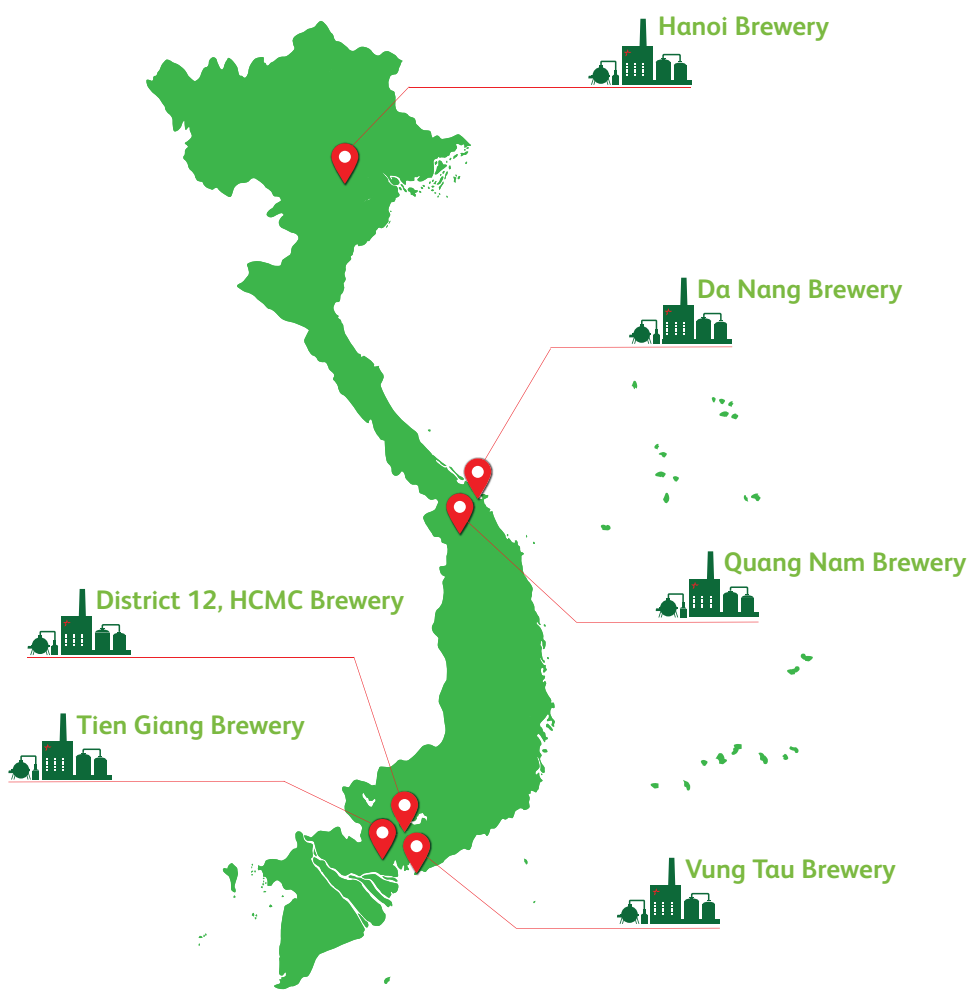 Hanoi Brewery
Da Nang Brewery
Quang Nam Brewery
District 12, HCMC Brewery
Tien Giang Brewery
Vung Tau Brewery